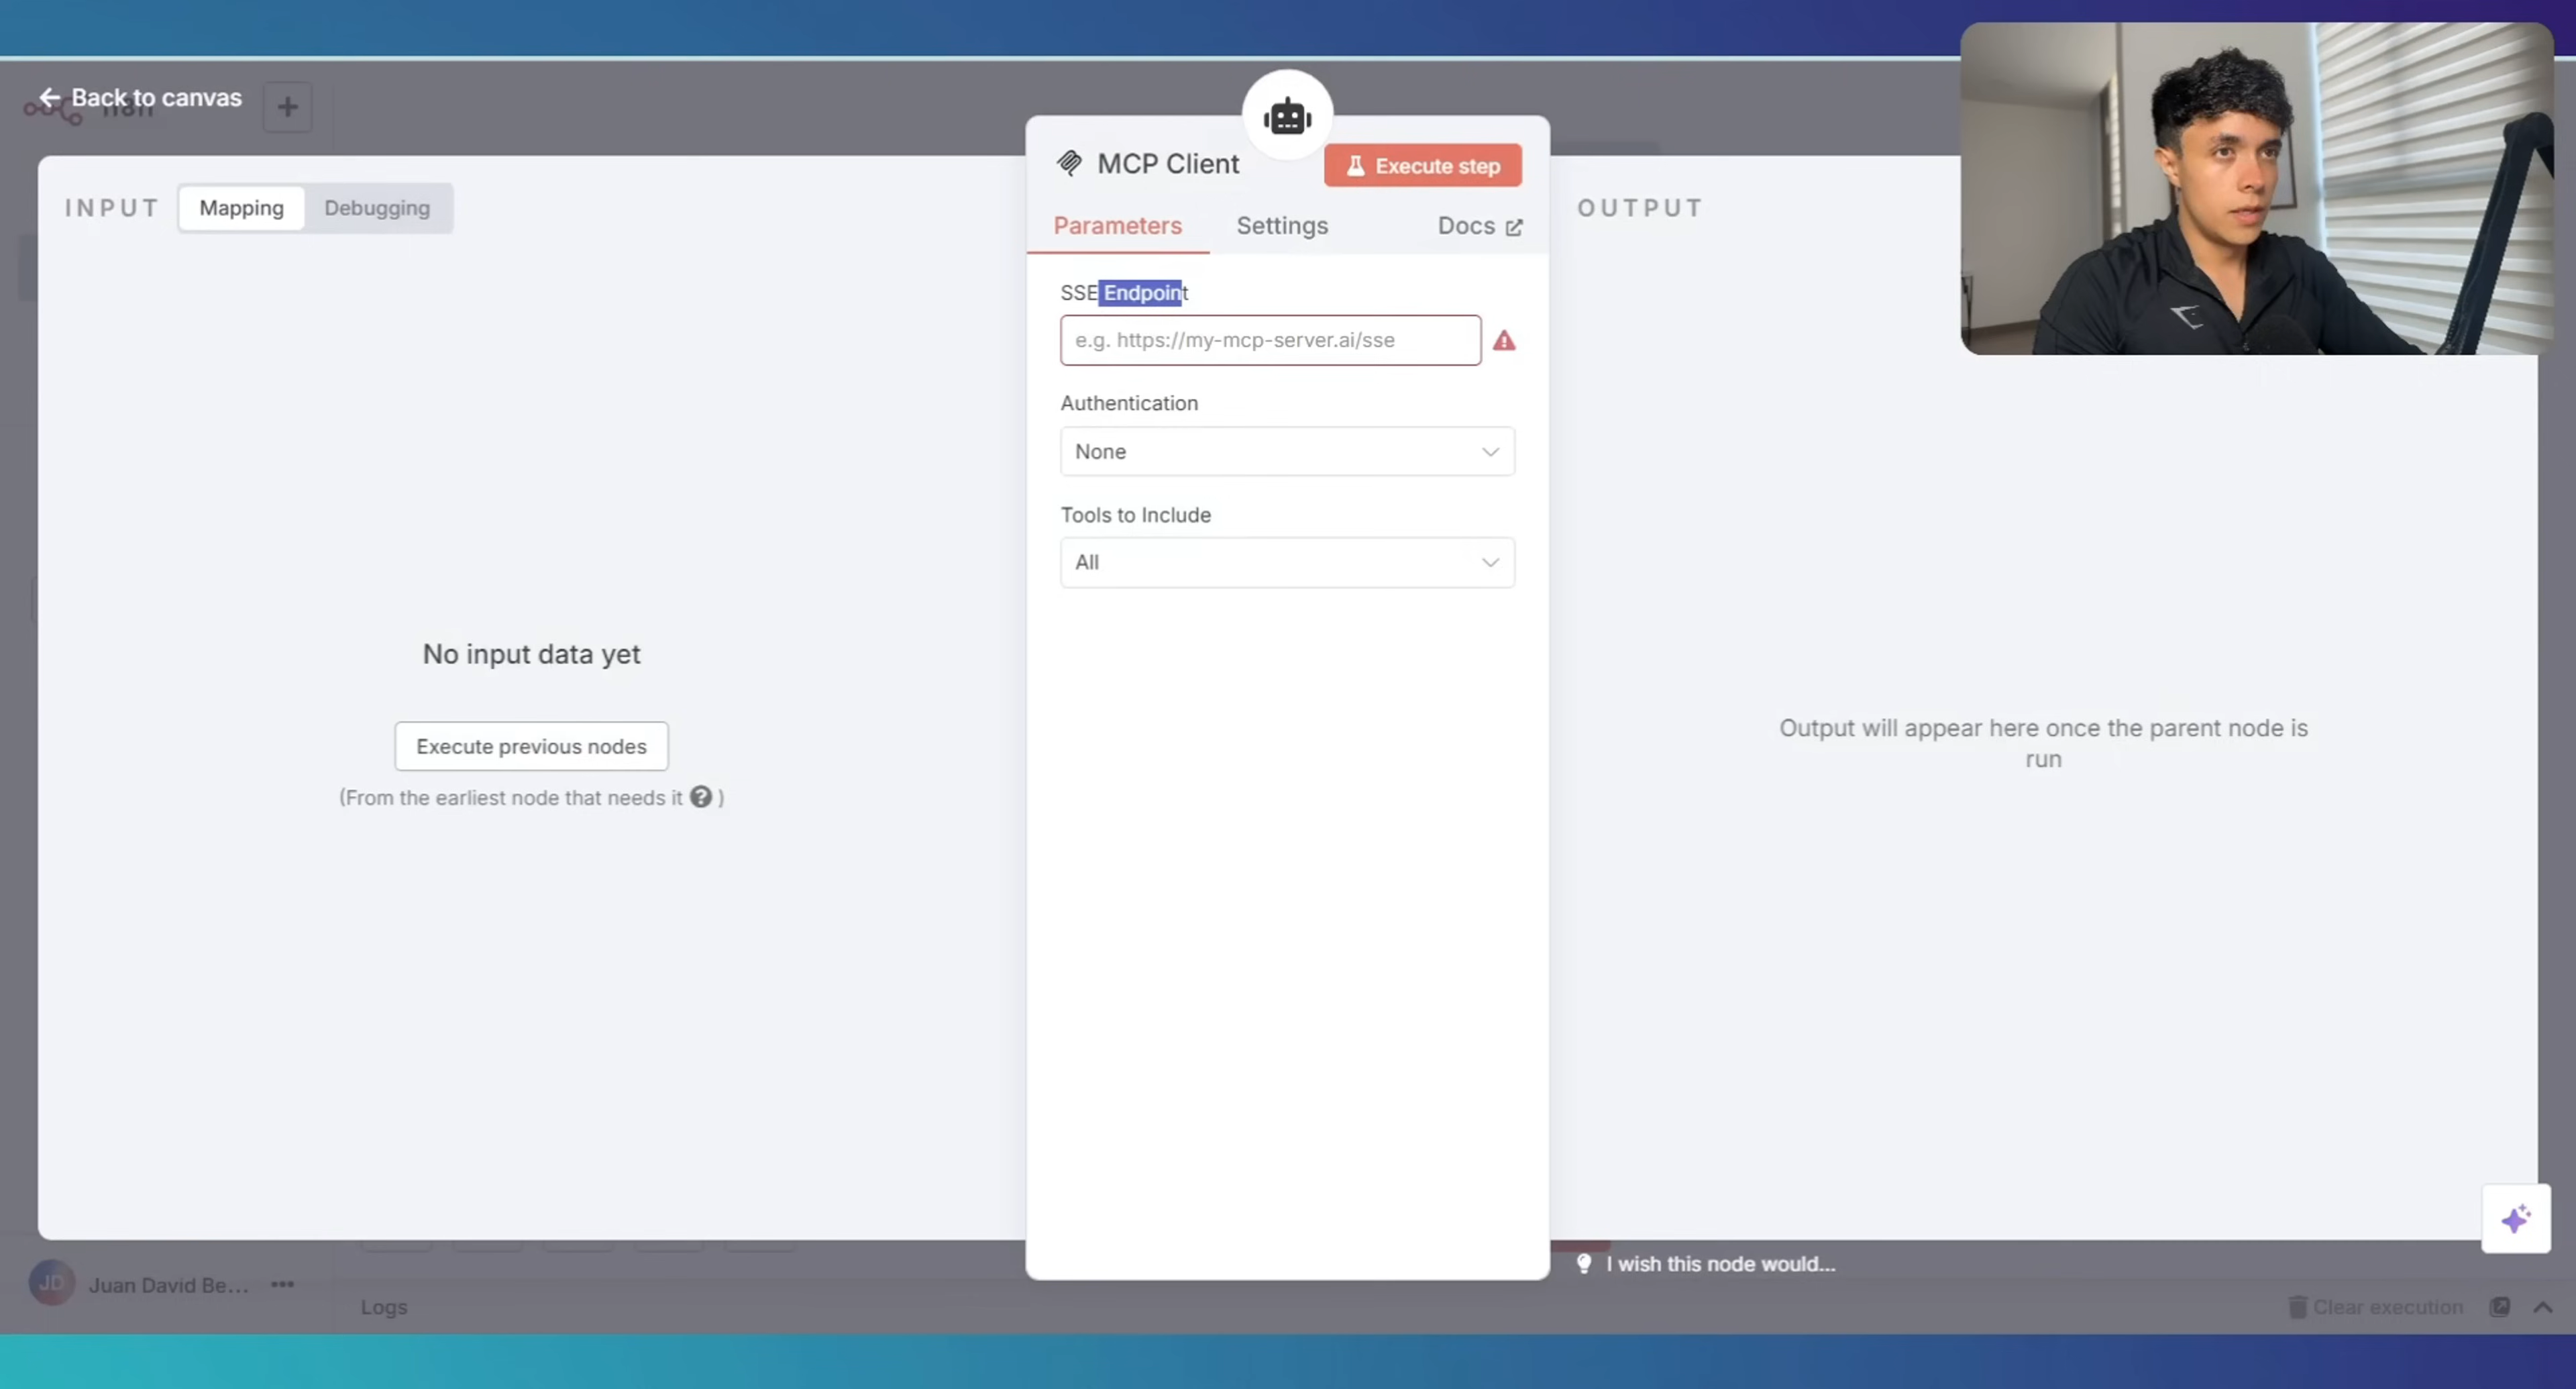 Back to canvas
n8n
INPUT
Mapping
Debugging
No input data yet
Execute previous nodes
(From the earliest node that needs it ? )
MCP Client
Execute step
Parameters
Settings
Docs
SSE Endpoint
e.g. https://my-mcp-server.ai/sse
Authentication
None
Tools to Include
All
OUTPUT
Output will appear here once the parent node is
run
I wish this node would...
JD
Juan David Be...
Logs
Clear execution